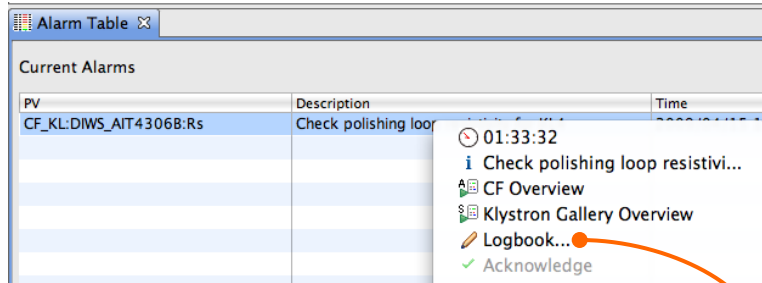 Alarm Table
Current Alarms
PV Description Time
CF_KL:DIWS_AIT4306B:Rs Check polishing loop
01:33:32
Check polishing loop resistivi...
CF Overview
Klystron Gallery Overview
Logbook...
Acknowledge